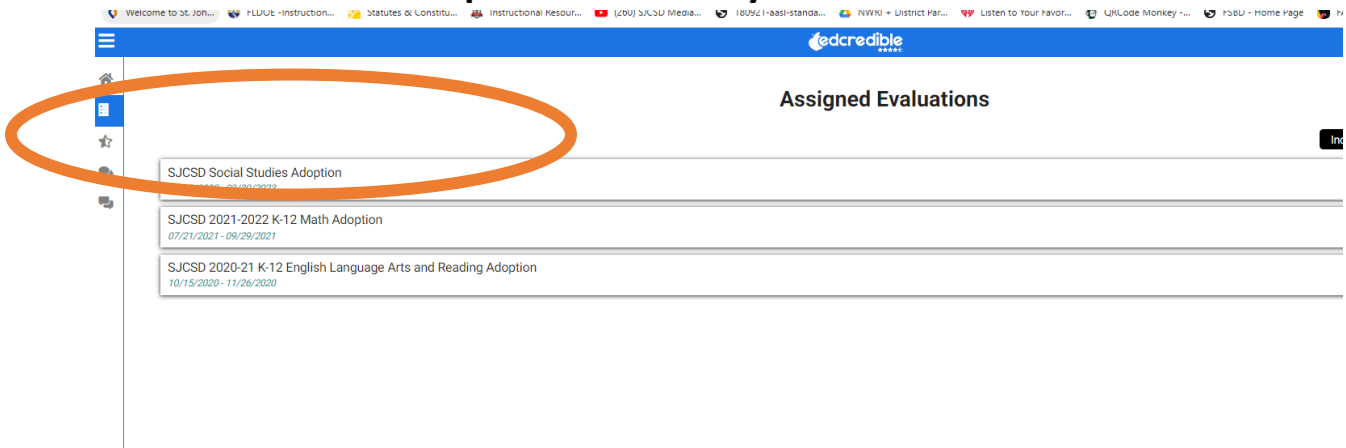 Welcome to St. Joh... FLDOE -Instruction... Statutes & Constitu... Instructional Resour... (260) SJCSD Media... 180921-aasl-standa... NWRI + District Par... Listen to Your Favor... QRCode Monkey -... FSBD - Home Page
edcredible
Assigned Evaluations
SJCSD Social Studies Adoption
SJCSD 2021-2022 K-12 Math Adoption
07/21/2021 - 09/29/2021
SJCSD 2020-21 K-12 English Language Arts and Reading Adoption
10/15/2020 - 11/26/2020